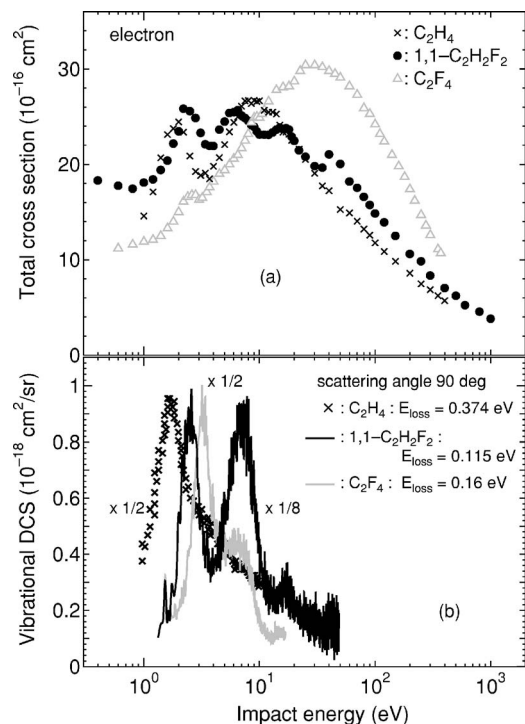 electron
×: C2H4
●: 1,1−C2H2F2
△: C2F4
Total cross section (10−16 cm2)
30
20
10
0
(a)
Vibrational DCS (10−18 cm2/sr)
1
0.8
0.6
0.4
0.2
0
x 1/2
x 1/2
x 1/8
scattering angle 90 deg
×: C2H4 : Eloss = 0.374 eV
: 1,1−C2H2F2 :
Eloss = 0.115 eV
: C2F4 : Eloss = 0.16 eV
(b)
100 101 102 103
Impact energy (eV)